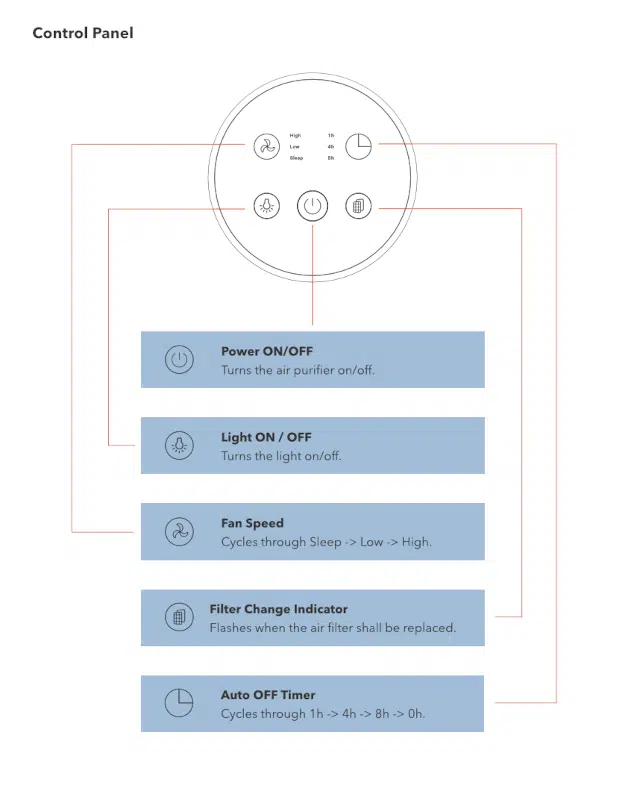 Control Panel
High 1h
Low 4h
Sleep 8h
Power ON/OFF
Turns the air purifier on/off.
Light ON / OFF
Turns the light on/off.
Fan Speed
Cycles through Sleep -> Low -> High.
Filter Change Indicator
Flashes when the air filter shall be replaced.
Auto OFF Timer
Cycles through 1h -> 4h -> 8h -> 0h.